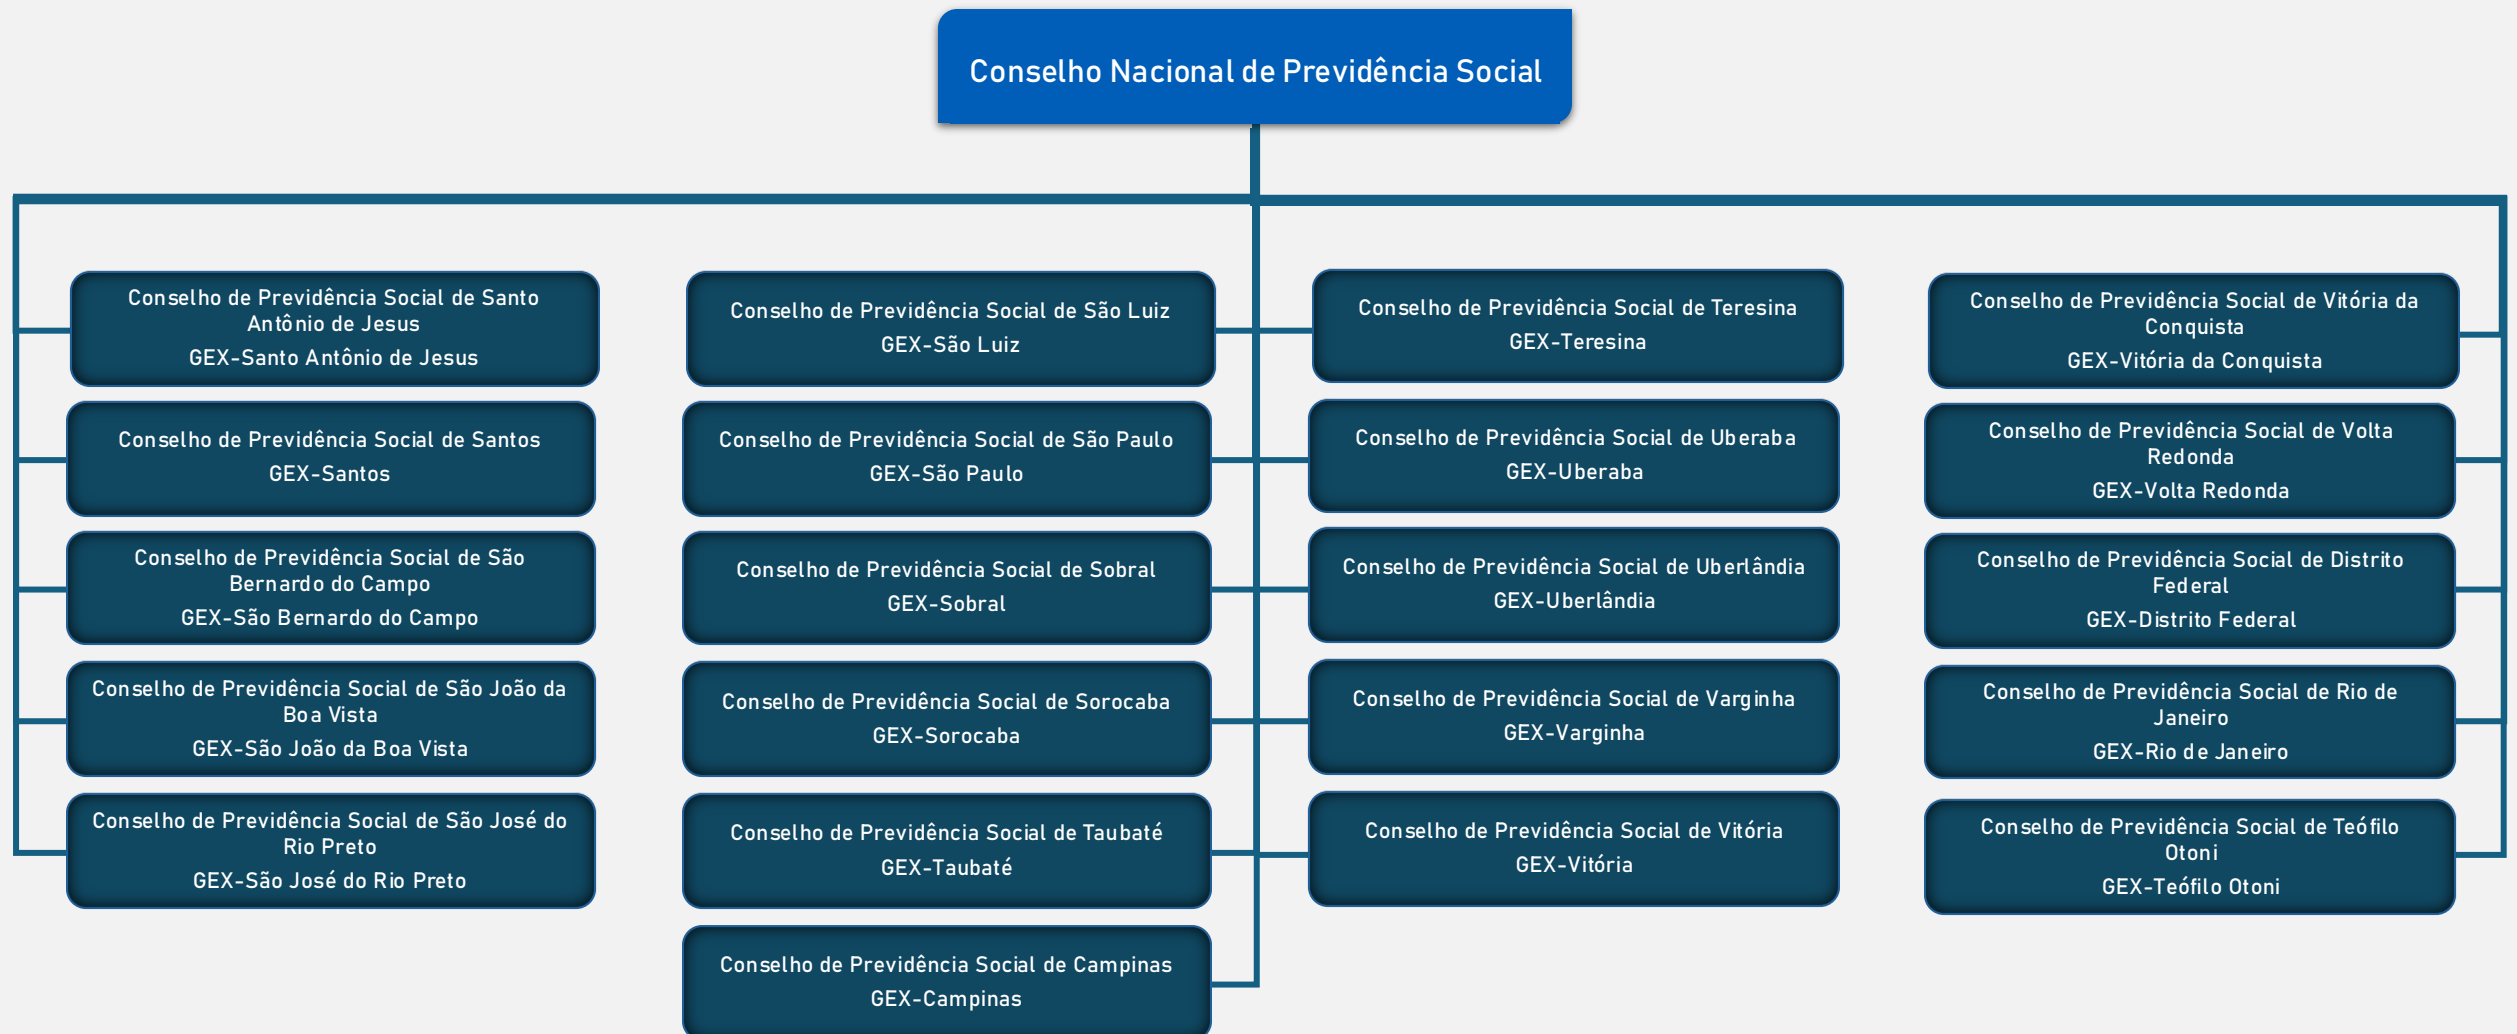 Conselho Nacional de Previdência Social
Conselho de Previdência Social de Santo
Antônio de Jesus
GEX-Santo Antônio de Jesus
Conselho de Previdência Social de Santos
GEX-Santos
Conselho de Previdência Social de São
Bernardo do Campo
GEX-São Bernardo do Campo
Conselho de Previdência Social de São João da
Boa Vista
GEX-São João da Boa Vista
Conselho de Previdência Social de São José do
Rio Preto
GEX-São José do Rio Preto
Conselho de Previdência Social de São Luiz
GEX-São Luiz
Conselho de Previdência Social de São Paulo
GEX-São Paulo
Conselho de Previdência Social de Sobral
GEX-Sobral
Conselho de Previdência Social de Sorocaba
GEX-Sorocaba
Conselho de Previdência Social de Taubaté
GEX-Taubaté
Conselho de Previdência Social de Campinas
GEX-Campinas
Conselho de Previdência Social de Teresina
GEX-Teresina
Conselho de Previdência Social de Uberaba
GEX-Uberaba
Conselho de Previdência Social de Uberlândia
GEX-Uberlândia
Conselho de Previdência Social de Varginha
GEX-Varginha
Conselho de Previdência Social de Vitória
GEX-Vitória
Conselho de Previdência Social de Vitória da
Conquista
GEX-Vitória da Conquista
Conselho de Previdência Social de Volta
Redonda
GEX-Volta Redonda
Conselho de Previdência Social de Distrito
Federal
GEX-Distrito Federal
Conselho de Previdência Social de Rio de
Janeiro
GEX-Rio de Janeiro
Conselho de Previdência Social de Teófilo
Otoni
GEX-Teófilo Otoni